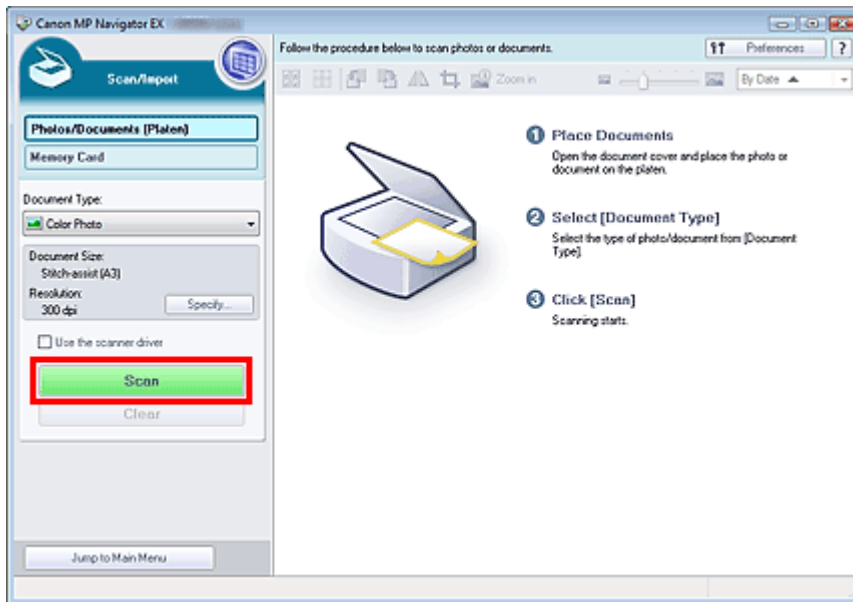 Canon MP Navigator EX
Scan/Import
Photos/Documents (Platen)
Memory Card
Document Type:
Color Photo
Document Size:
Stitch-assist (A3)
Resolution:
300 dpi
Specify...
Use the scanner driver
Scan
Clear
Jump to Main Menu
Follow the procedure below to scan photos or documents.
Preferences
?
Zoom in
By Date
1 Place Documents
Open the document cover and place the photo or
document on the platen.
2 Select [Document Type]
Select the type of photo/document from [Document
Type].
3 Click [Scan]
Scanning starts.